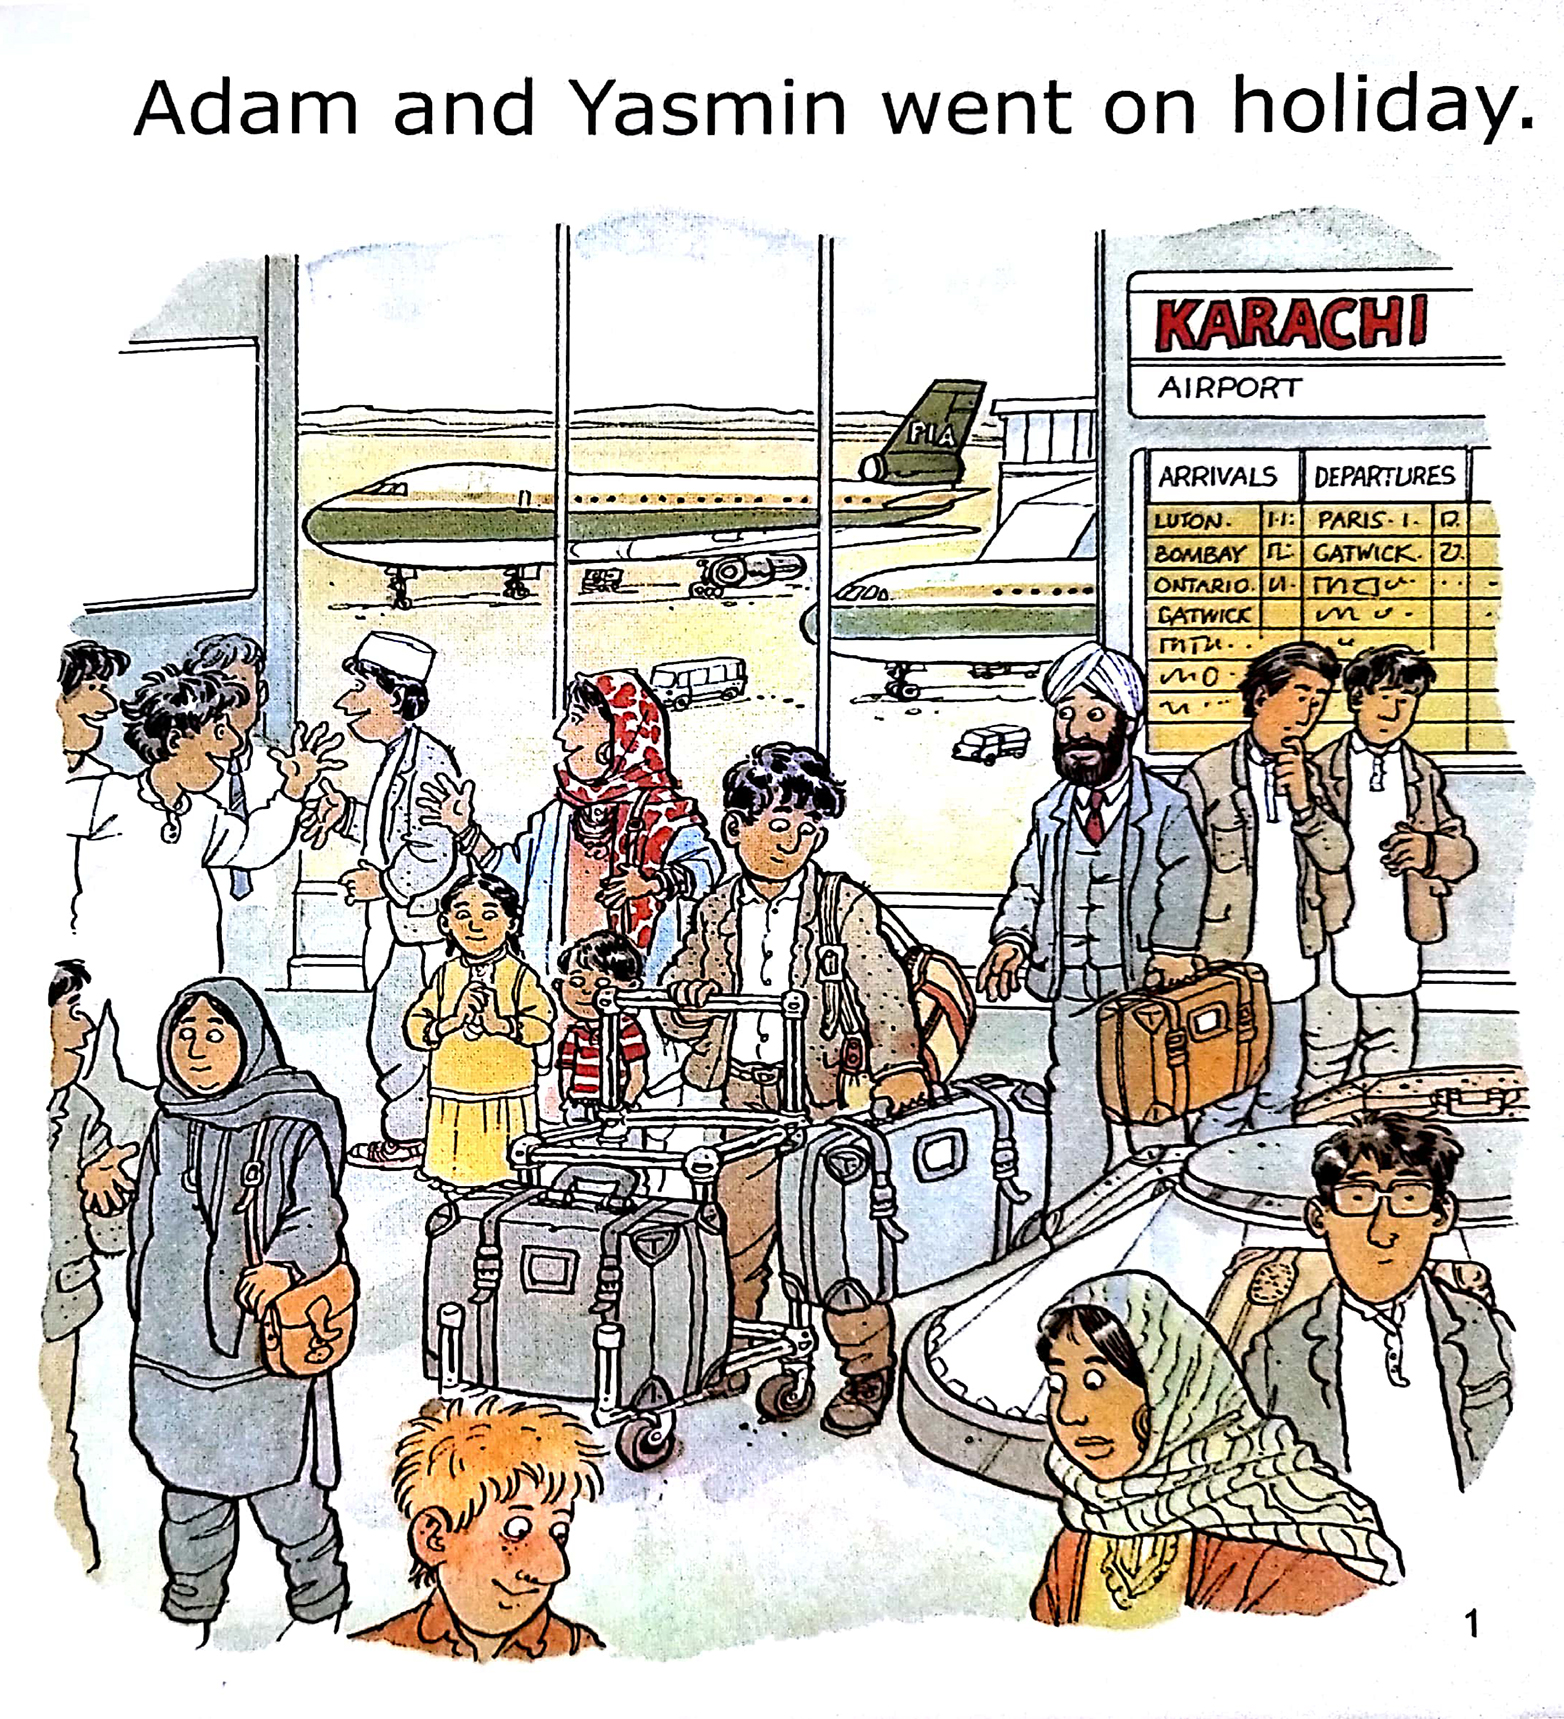 Adam and Yasmin went on holiday.
KARACHI
AIRPORT
PIA
ARRIVALS DEPARTURES
LUTON. PARIS.
BOMBAY GATWICK.
ONTARIO.
GATWICK
1